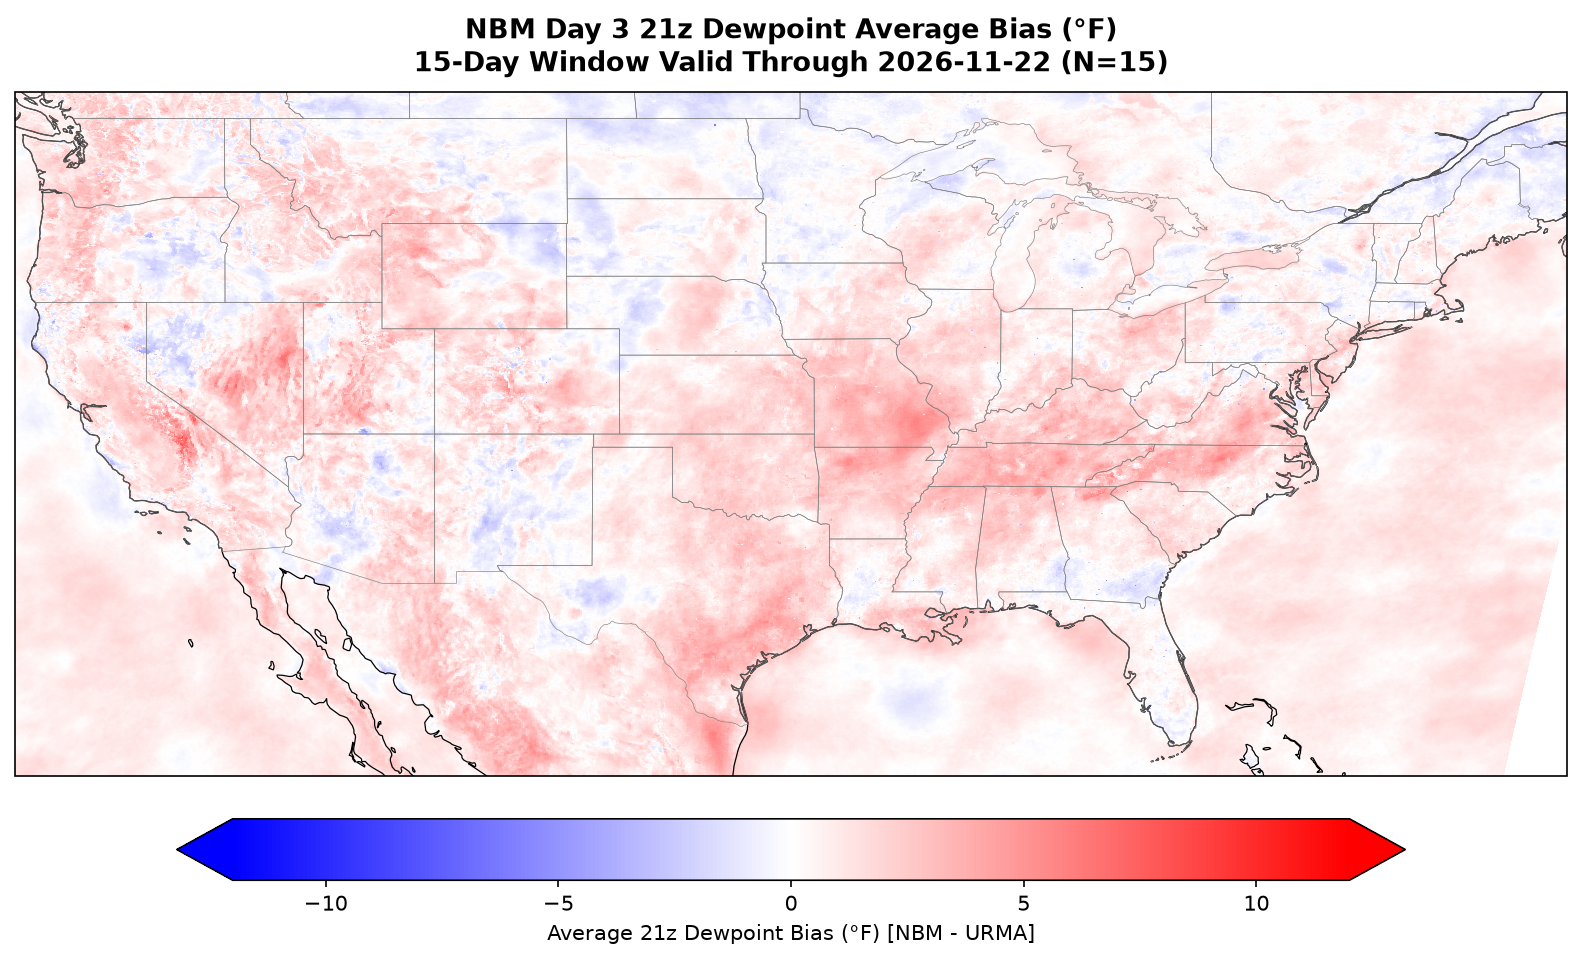 NBM Day 3 21z Dewpoint Average Bias (°F)
15-Day Window Valid Through 2026-11-22 (N=15)
−10 −5 0 5 10
Average 21z Dewpoint Bias (°F) [NBM - URMA]